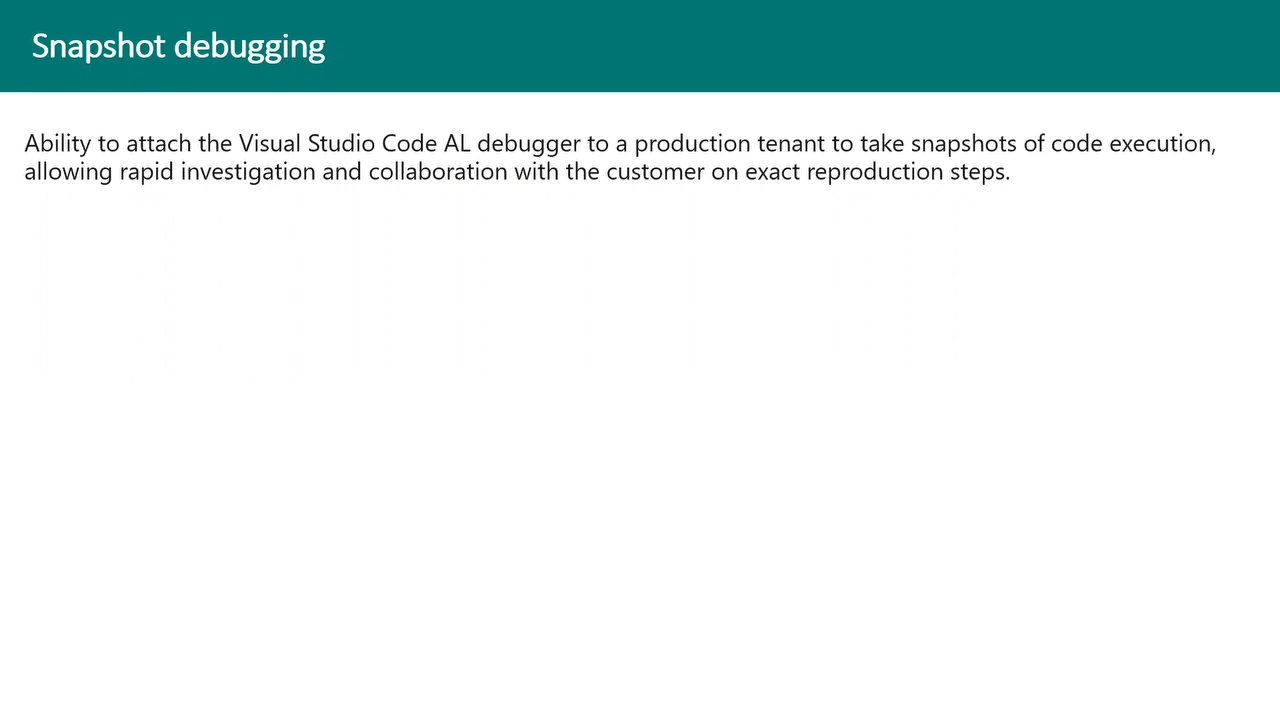 Snapshot debugging
Ability to attach the Visual Studio Code AL debugger to a production tenant to take snapshots of code execution,
allowing rapid investigation and collaboration with the customer on exact reproduction steps.